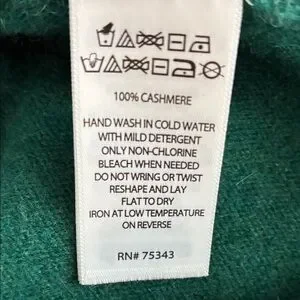 100% CASHMERE
HAND WASH IN COLD WATER
WITH MILD DETERGENT
ONLY NON-CHLORINE
BLEACH WHEN NEEDED
DO NOT WRING OR TWIST
RESHAPE AND LAY
FLAT TO DRY
IRON AT LOW TEMPERATURE
ON REVERSE
RN# 75343